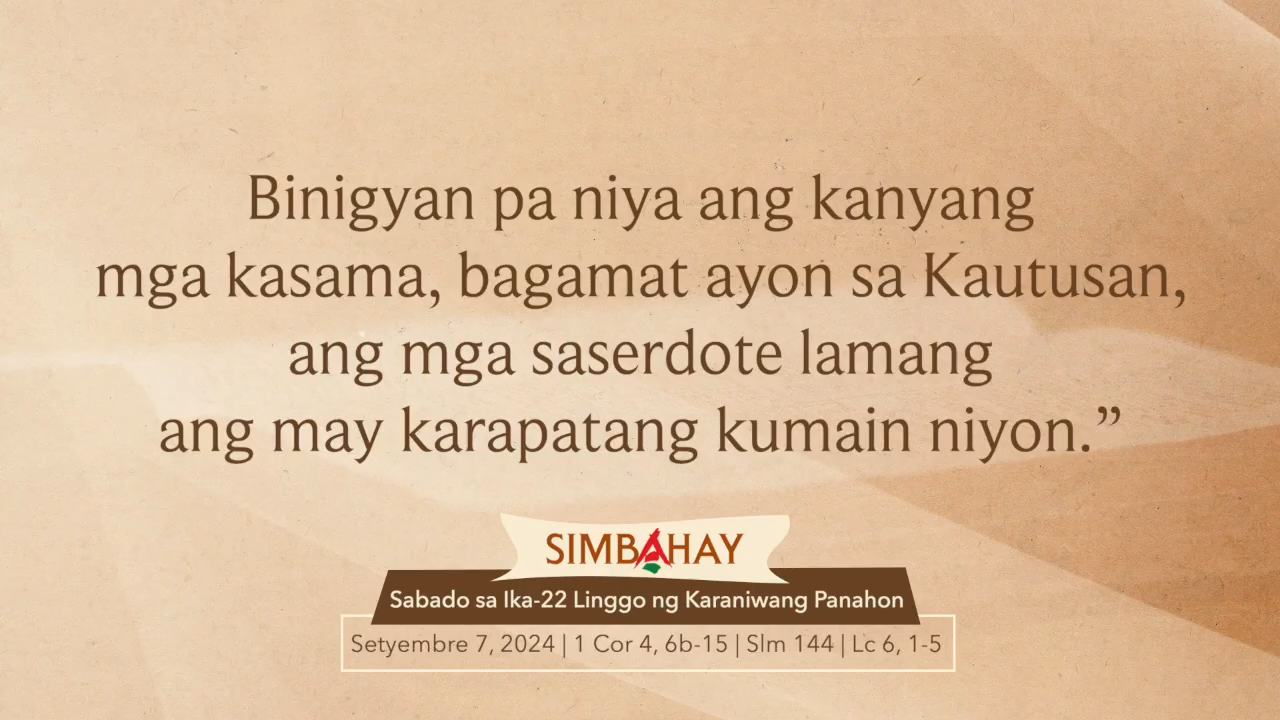 Binigyan pa niya ang kanyang
mga kasama, bagamat ayon sa Kautusan,
ang mga saserdote lamang
ang may karapatang kumain niyon.”
SIMBAHAY
Sabado sa Ika-22 Linggo ng Karaniwang Panahon
Setyembre 7, 2024 | 1 Cor 4, 6b-15 | Slm 144 | Lc 6, 1-5